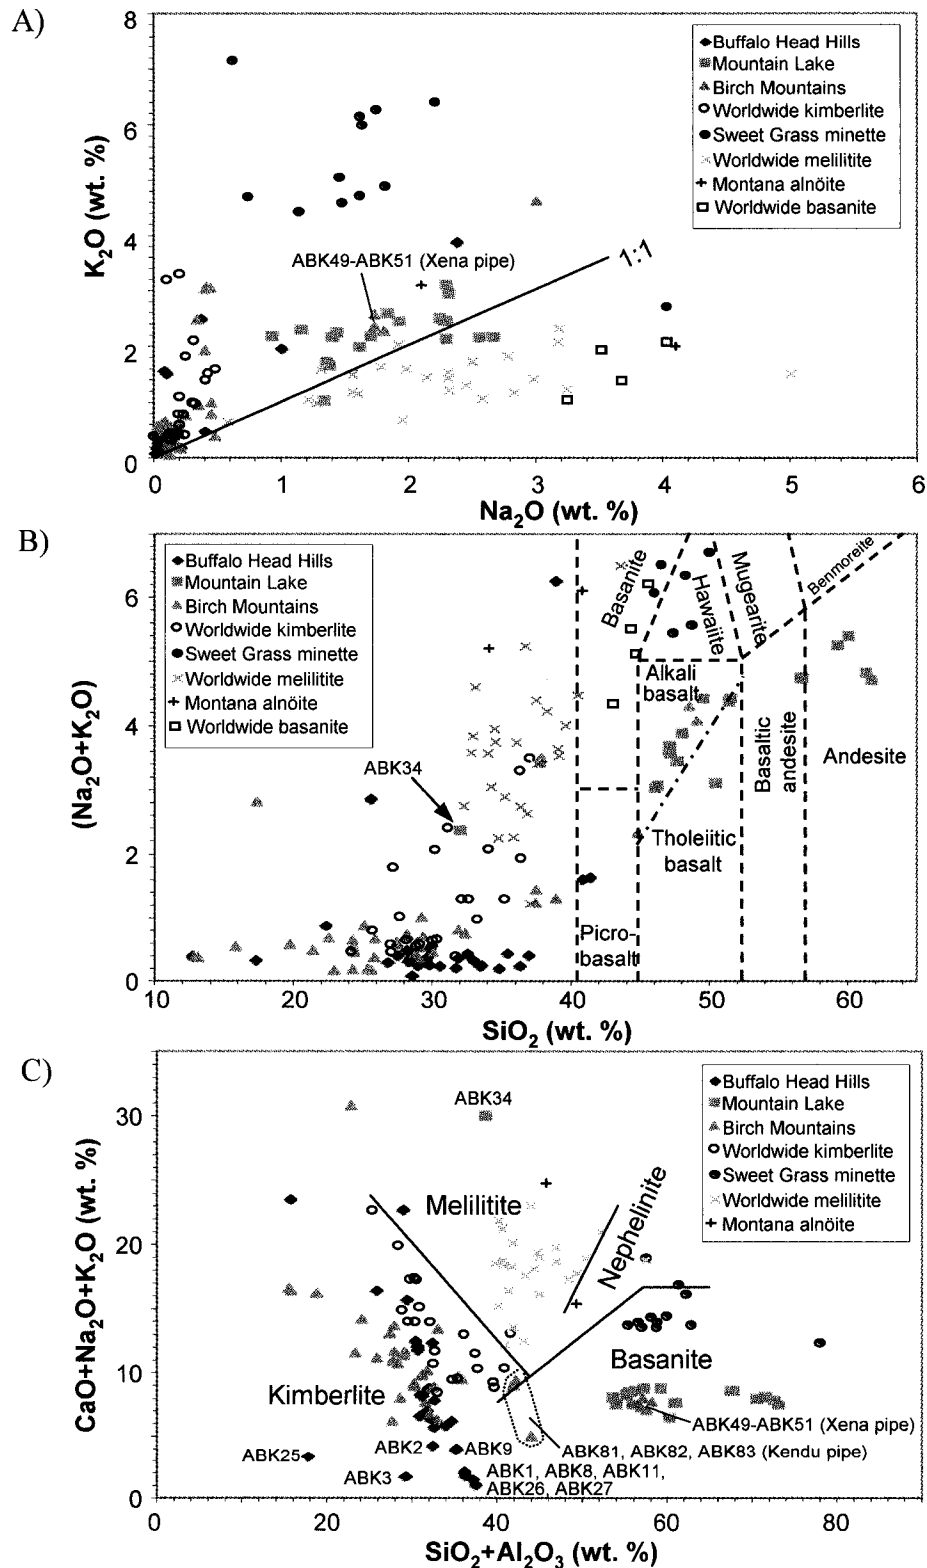 A)
8
6
4
2
0
K₂O (wt. %)
Buffalo Head Hills
Mountain Lake
Birch Mountains
Worldwide kimberlite
Sweet Grass minette
Worldwide melilitite
Montana alnöite
Worldwide basanite
ABK49-ABK51 (Xena pipe)
1:1
0 1 2 3 4 5 6
Na₂O (wt. %)
B)
6
4
2
0
(Na₂O+K₂O)
Buffalo Head Hills
Mountain Lake
Birch Mountains
Worldwide kimberlite
Sweet Grass minette
Worldwide melilitite
Montana alnöite
Worldwide basanite
ABK34
Basanite
Hawaiite
Mugearite
Benmoreite
Alkali
basalt
Basaltic
andesite
Andesite
Tholeiitic
basalt
Picro-
basalt
10 20 30 40 50 60
SiO₂ (wt. %)
C)
30
20
10
0
CaO+Na₂O+K₂O (wt. %)
Buffalo Head Hills
Mountain Lake
Birch Mountains
Worldwide kimberlite
Sweet Grass minette
Worldwide melilitite
Montana alnöite
ABK34
Melilitite
Nephelinite
Basanite
Kimberlite
ABK49-ABK51 (Xena pipe)
ABK25
ABK2
ABK9
ABK81, ABK82, ABK83 (Kendu pipe)
ABK3
ABK1, ABK8, ABK11,
ABK26, ABK27
0 20 40 60 80
SiO₂+Al₂O₃ (wt. %)